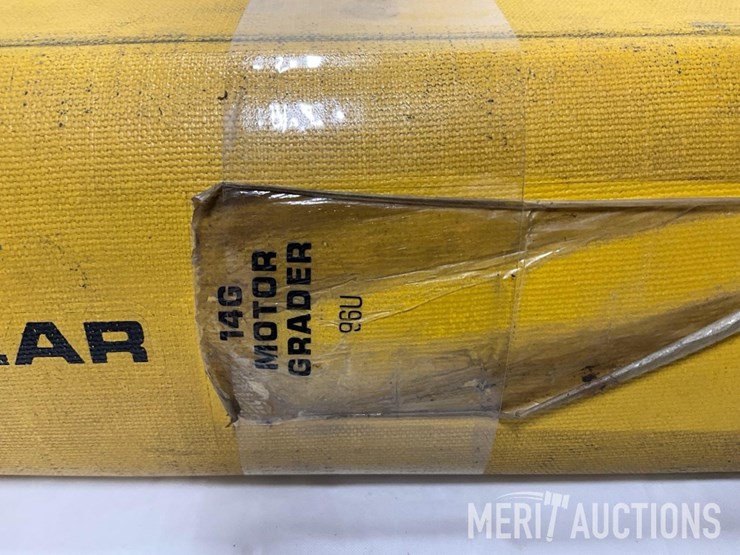 LAR
14G
MOTOR
GRADER
96U
MERIT AUCTIONS